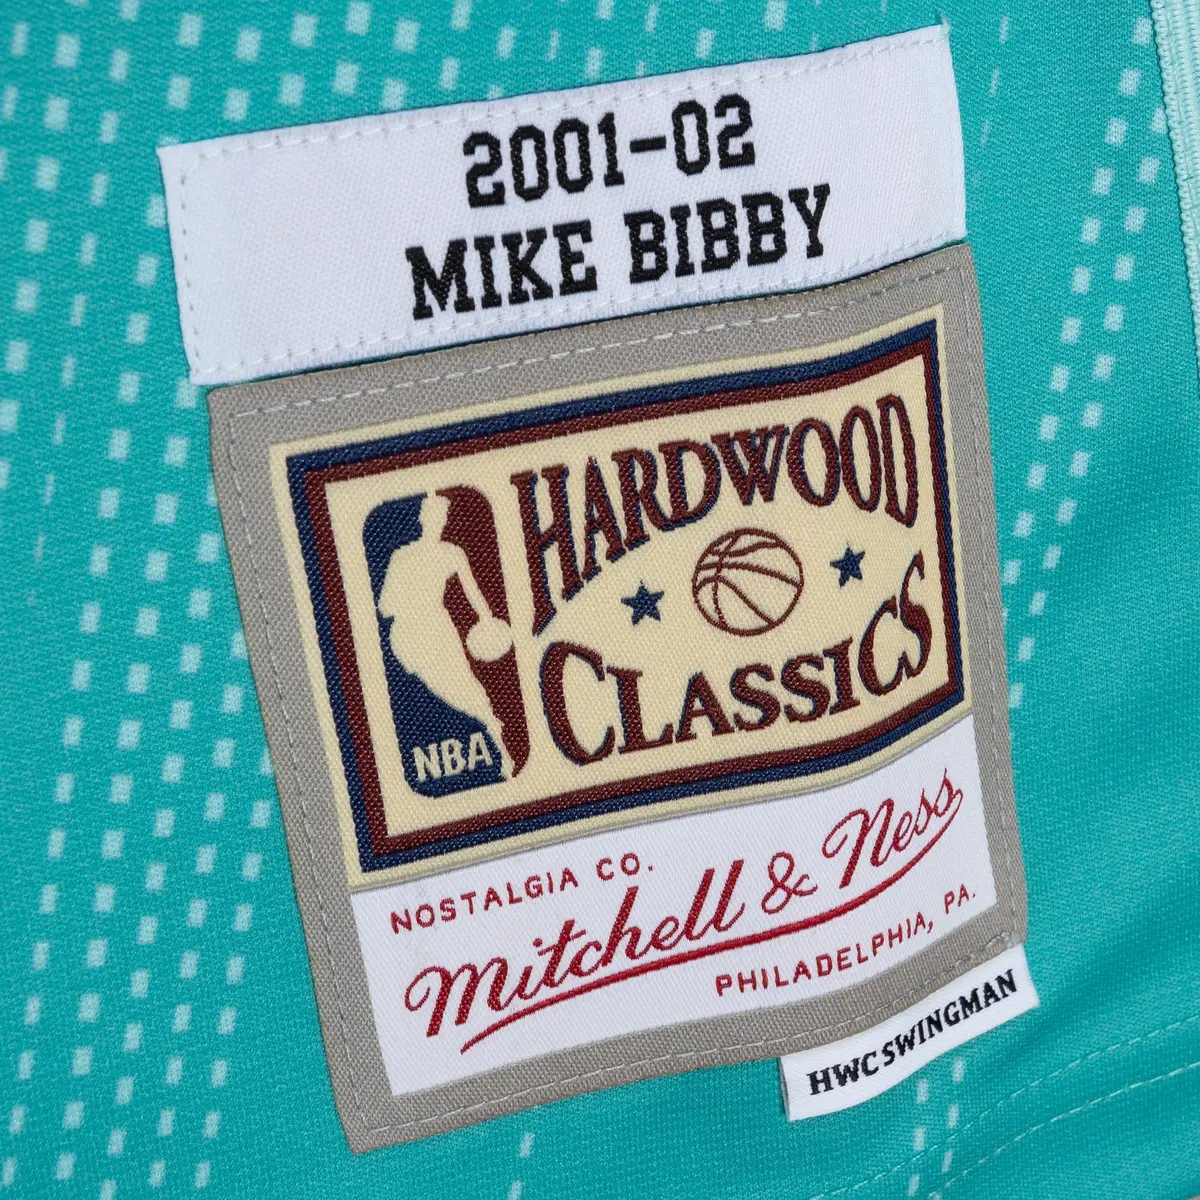 2001-02
MIKE BIBBY
HARDWOOD
CLASSICS
NBA
NOSTALGIA CO.
Mitchell & Ness
PHILADELPHIA, PA.
HWC SWINGMAN